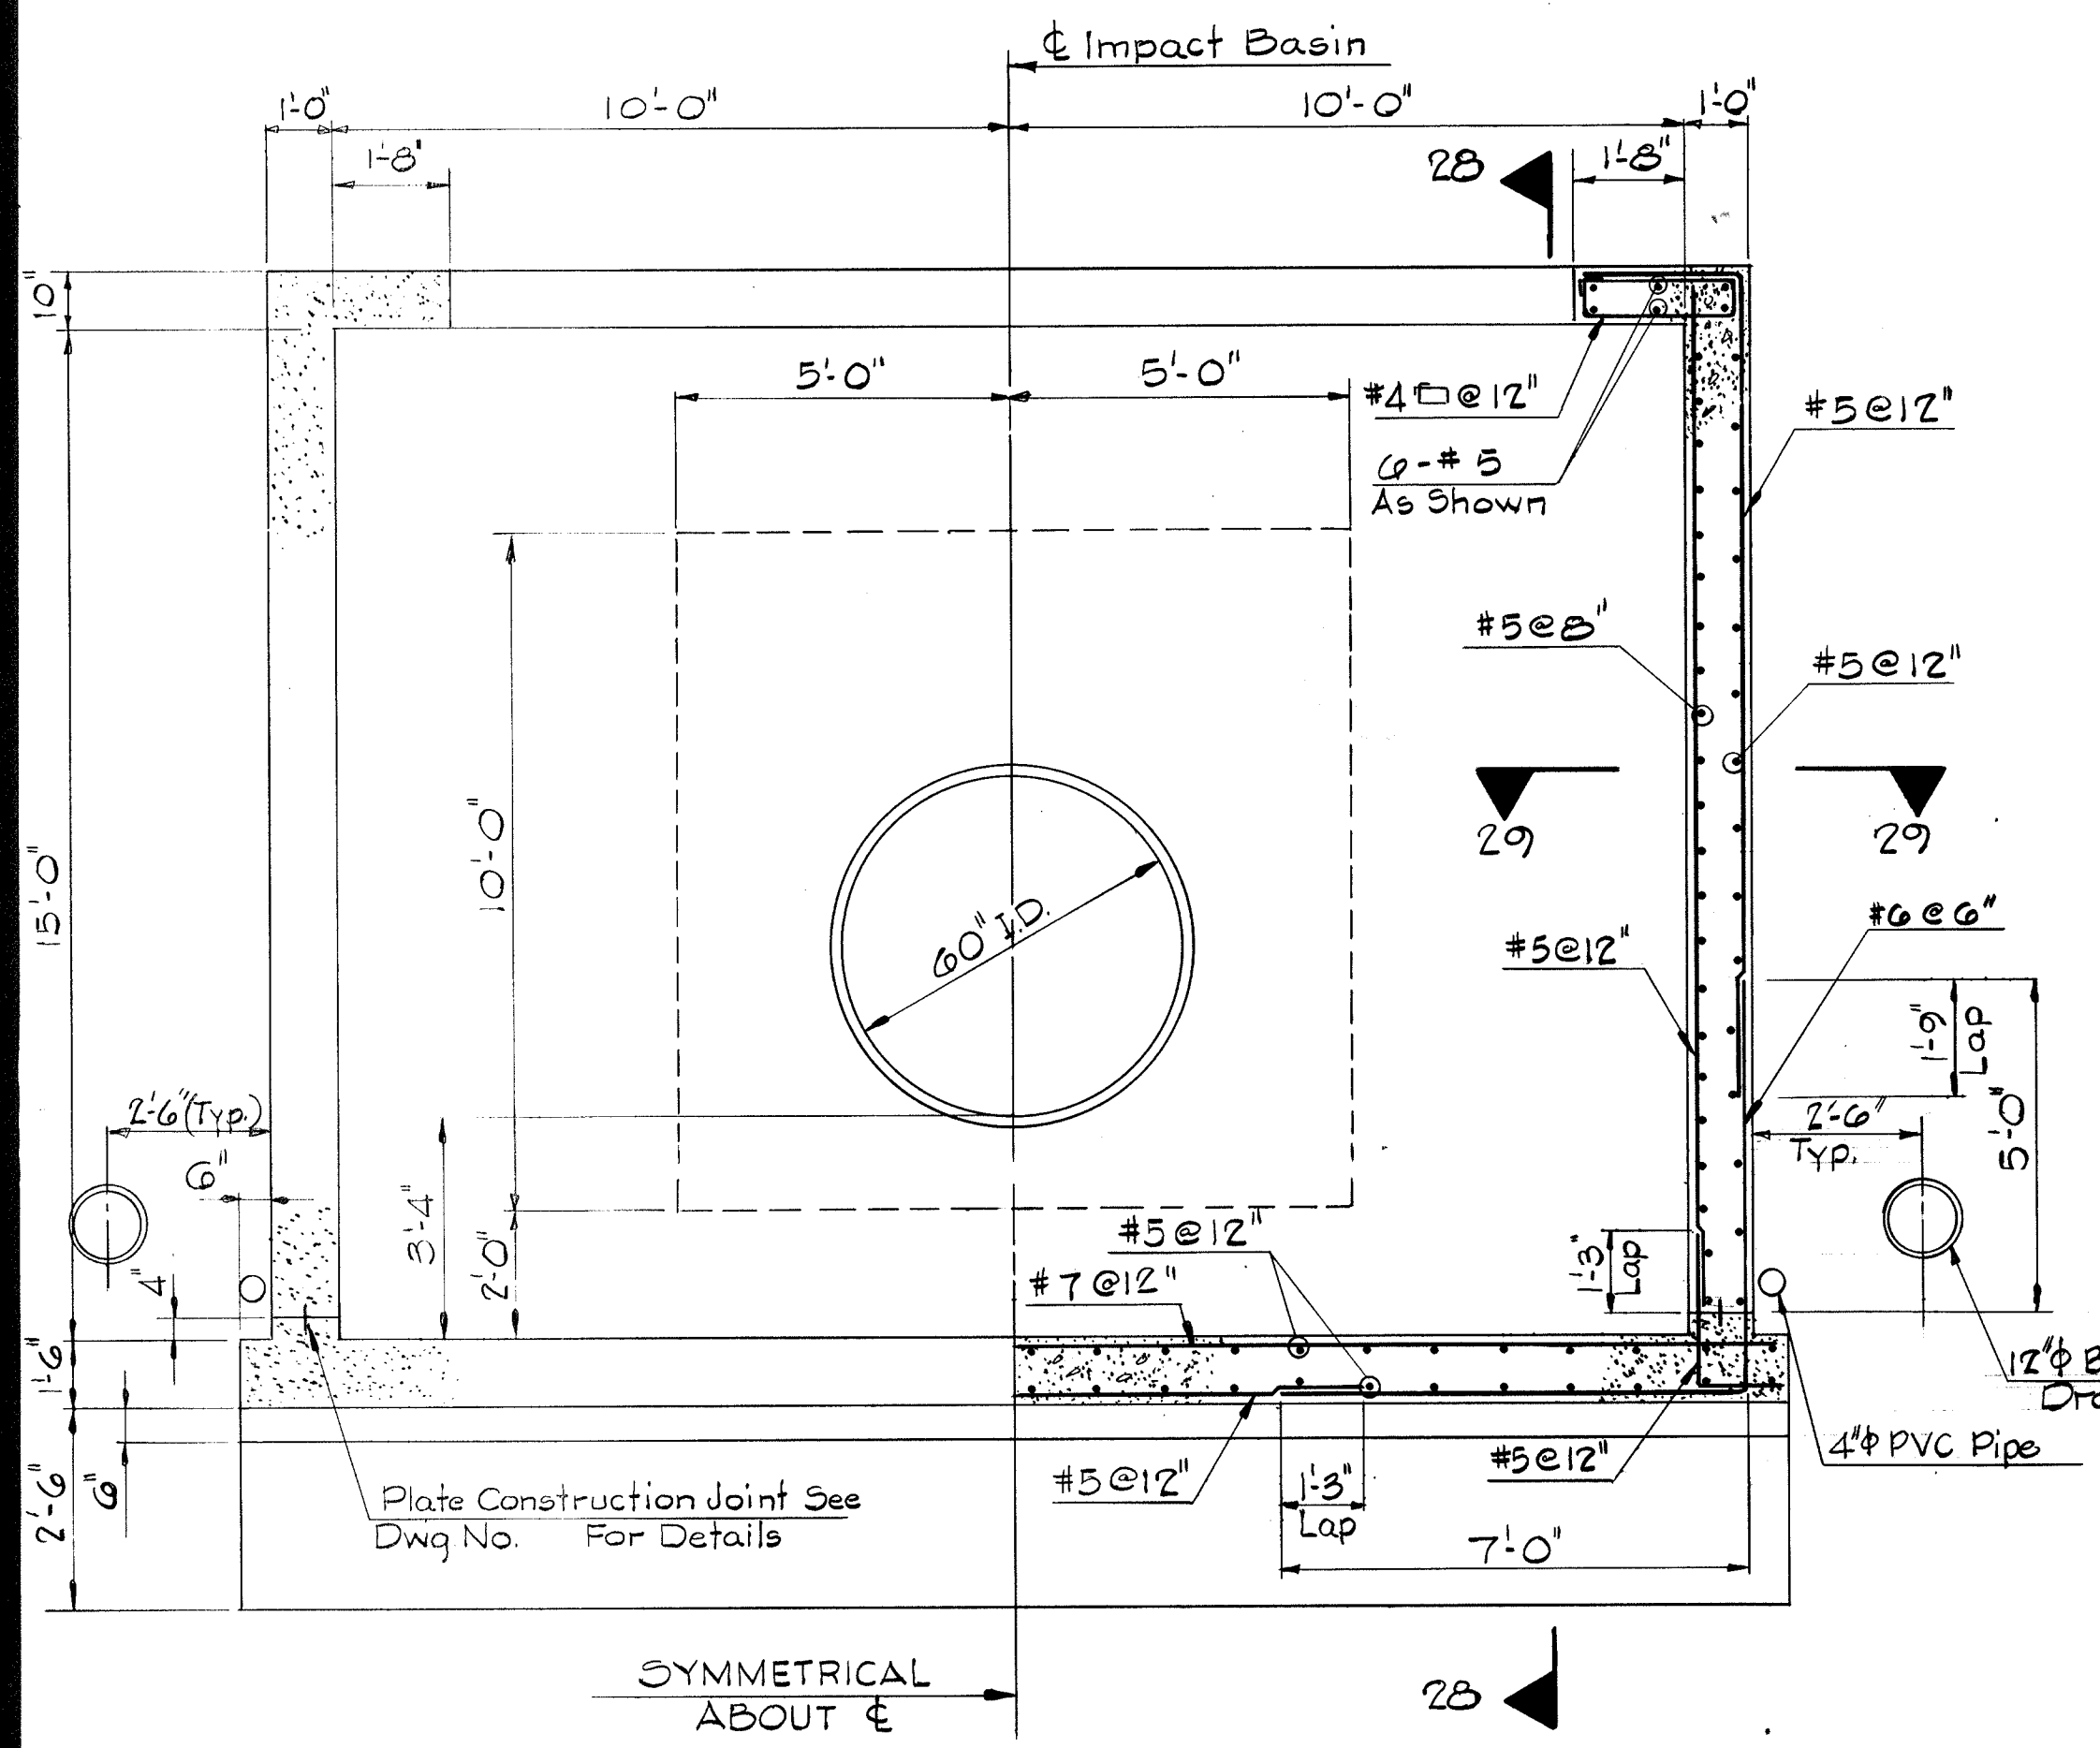 ℄ Impact Basin
1'-0"
10'-0"
10'-0"
1'-0"
1'-8"
28
1'-8"
10"
5'-0"
5'-0"
#4 ▭ @ 12"
#5@12"
6-#5
As Shown
#5@8"
#5@12"
10'-0"
29
29
15'-0"
60" I.D.
#5@12"
#6@6"
1'-9"
Lap
5'-0"
2'-6"(Typ.)
2'-6"
Typ.
6"
3'-4"
2'-0"
#5@12"
1'-3"
Lap
4"
#7@12"
1'-6"
12"Φ B
Dra
4"Φ PVC Pipe
2'-6"
6"
#5@12"
#5@12"
1'-3"
Lap
Plate Construction Joint See
Dwg No. For Details
7'-0"
SYMMETRICAL
ABOUT ℄
28